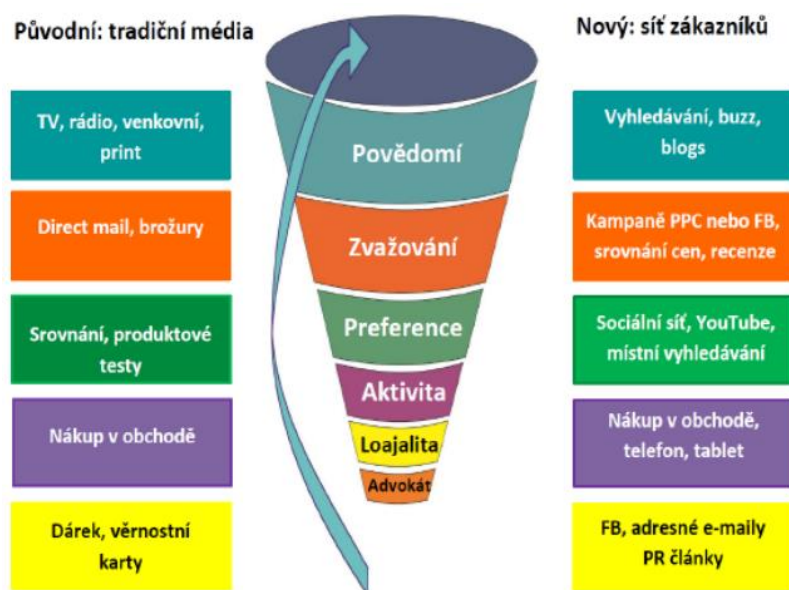 Původní: tradiční média
TV, rádio, venkovní,
print
Direct mail, brožury
Srovnání, produktové
testy
Nákup v obchodě
Dárek, věrnostní
karty
Povědomí
Zvažování
Preference
Aktivita
Loajalita
Advokát
Nový: síť zákazníků
Vyhledávání, buzz,
blogs
Kampaně PPC nebo FB,
srovnání cen, recenze
Sociální síť, YouTube,
místní vyhledávání
Nákup v obchodě,
telefon, tablet
FB, adresné e-maily
PR články